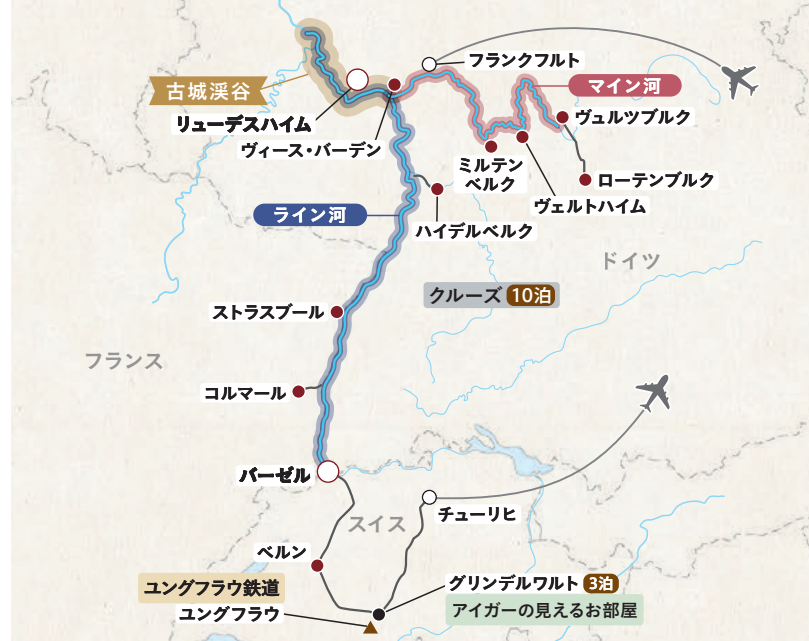 フランクフルト
古城渓谷
マイン河
リューデスハイム
ヴュルツブルク
ヴィース・バーデン
ミルテン
ベルク
ローテンブルク
ヴェルトハイム
ライン河
ハイデルベルク
ドイツ
クルーズ 10泊
ストラスブール
フランス
コルマール
バーゼル
チューリヒ
スイス
ベルン
ユングフラウ鉄道
グリンデルワルト 3泊
ユングフラウ
アイガーの見えるお部屋